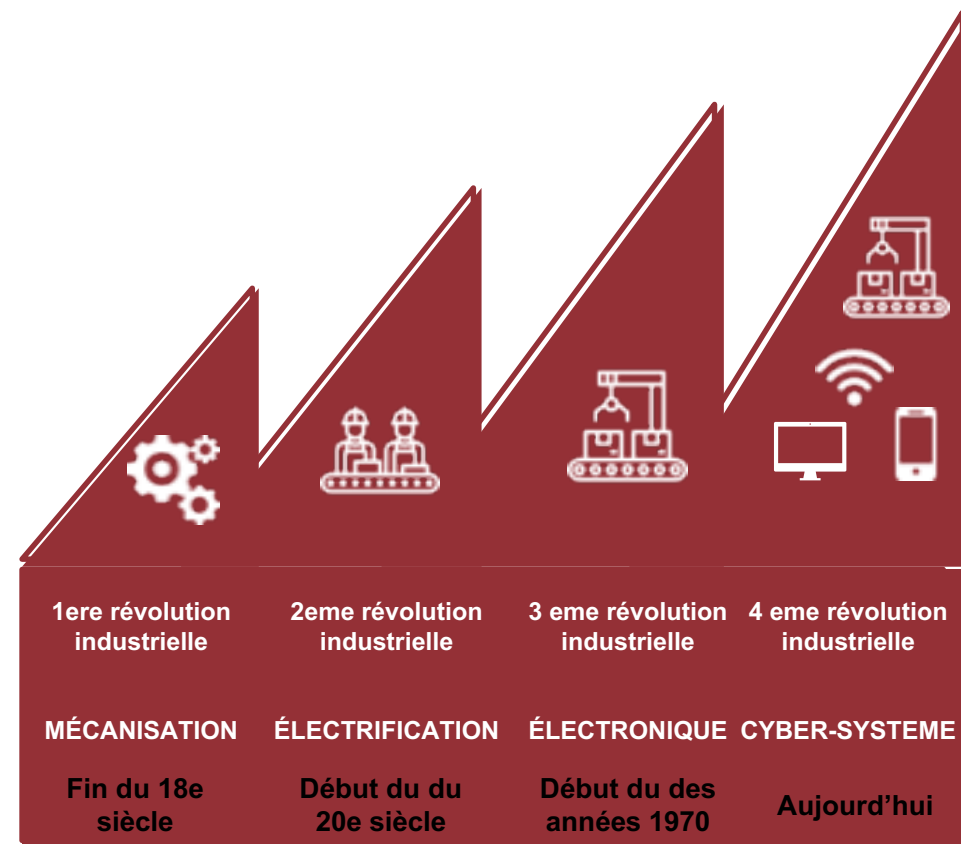 1ere révolution
industrielle
2eme révolution
industrielle
3 eme révolution
industrielle
4 eme révolution
industrielle
MÉCANISATION
ÉLECTRIFICATION
ÉLECTRONIQUE
CYBER-SYSTEME
Fin du 18e
siècle
Début du du
20e siècle
Début du des
années 1970
Aujourd’hui